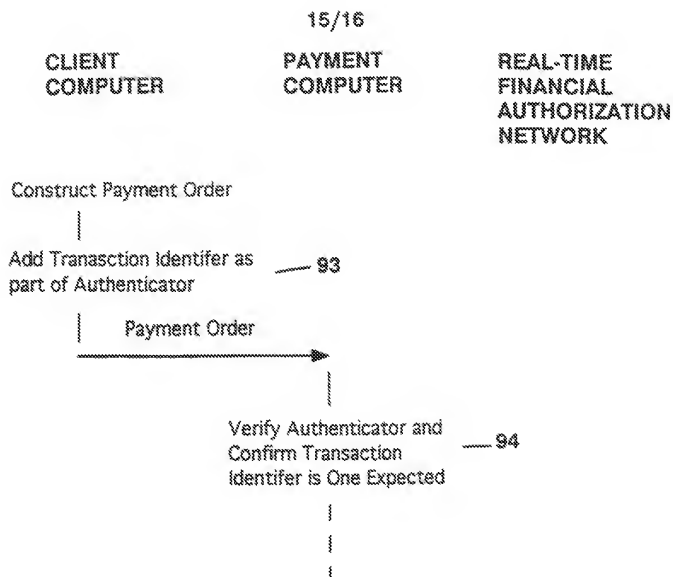 15/16
CLIENT
COMPUTER
PAYMENT
COMPUTER
REAL-TIME
FINANCIAL
AUTHORIZATION
NETWORK
Construct Payment Order
Add Tranasction Identifer as
part of Authenticator
93
Payment Order
Verify Authenticator and
Confirm Transaction
Identifer is One Expected
94